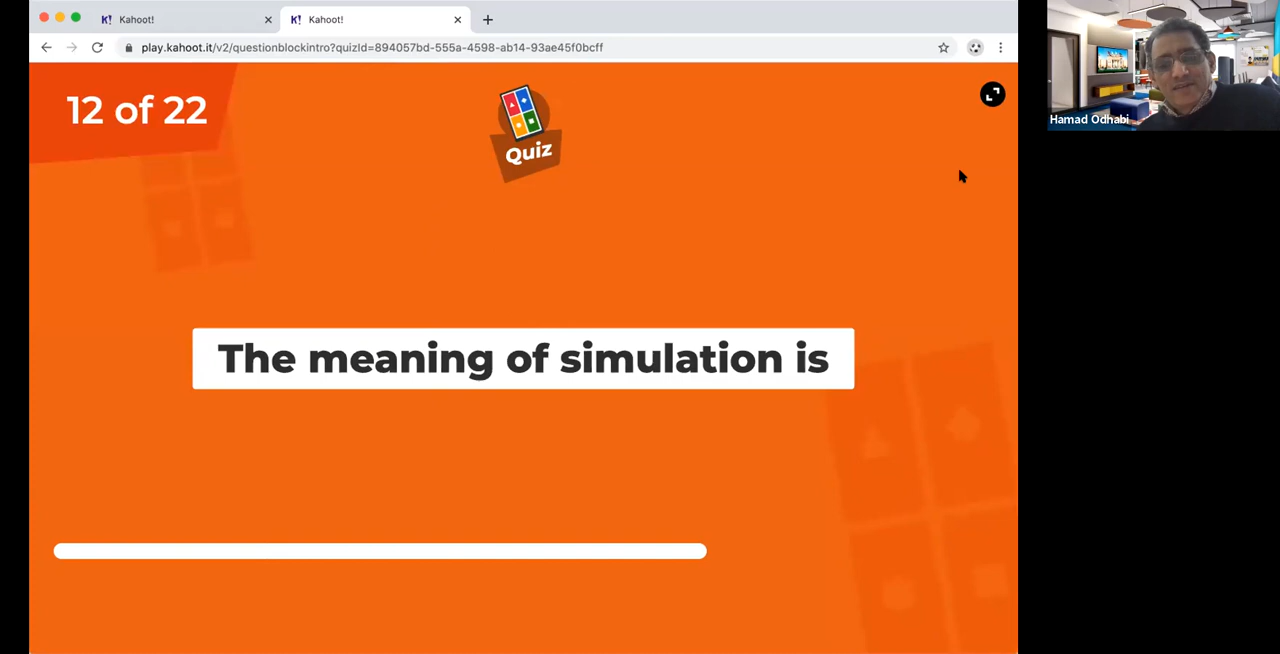 Kahoot!
Kahoot!
play.kahoot.it/v2/questionblockintro?quizId=894057bd-555a-4598-ab14-93ae45f0bcff
12 of 22
Quiz
Hamad Odhabi
The meaning of simulation is